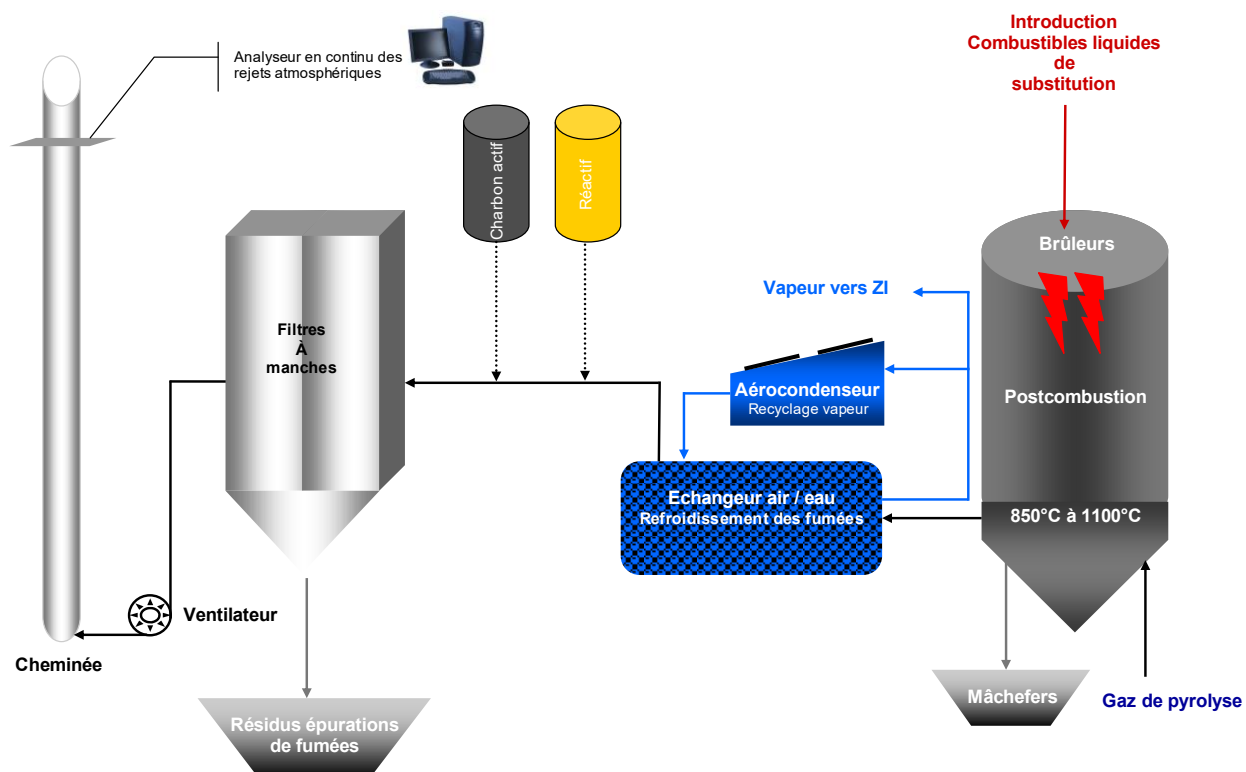 Introduction
Combustibles liquides
de
substitution
Analyseur en continu des
rejets atmosphériques
Charbon actif
Réactif
Brûleurs
Vapeur vers ZI
Filtres
À
manches
Aérocondenseur
Recyclage vapeur
Postcombustion
Echangeur air / eau
Refroidissement des fumées
850°C à 1100°C
Ventilateur
Cheminée
Mâchefers
Gaz de pyrolyse
Résidus épurations
de fumées